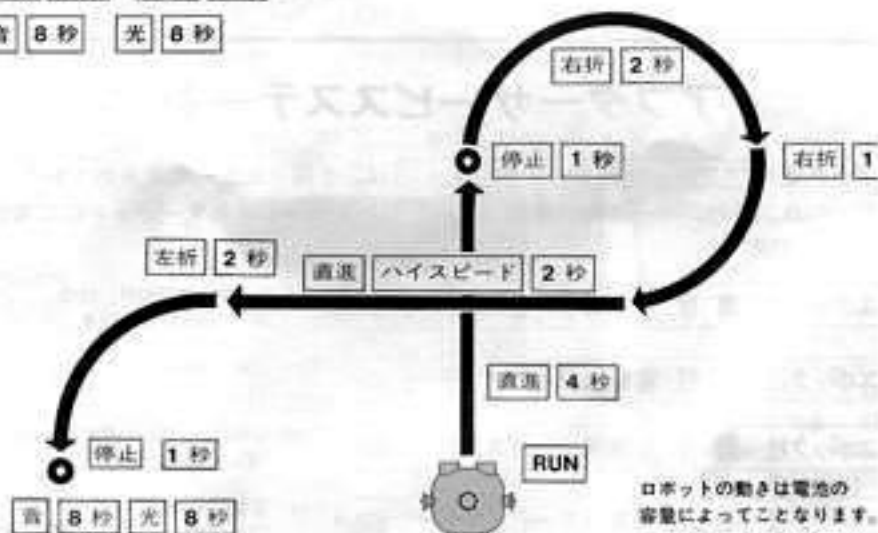 音 8 秒 光 8 秒
右折 2 秒
停止 1 秒
右折 1
左折 2 秒
直進 ハイスピード 2 秒
直進 4 秒
停止 1 秒
RUN
音 8 秒 光 8 秒
ロボットの動きは電池の
容量によってことなります。